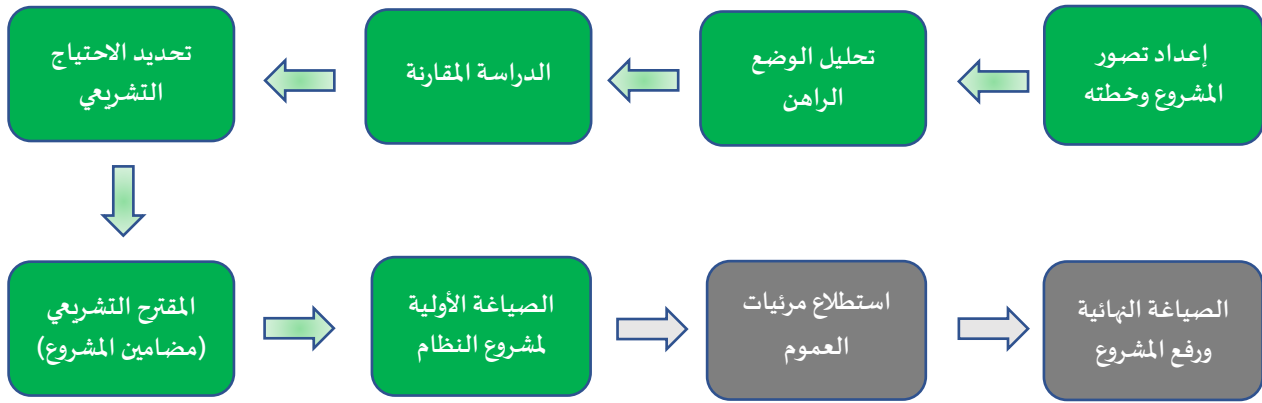 إعداد تصور
المشروع وخطته
تحليل الوضع
الراهن
الدراسة المقارنة
تحديد الاحتياج
التشريعي
المقترح التشريعي
(مضامين المشروع)
الصياغة الأولية
لمشروع النظام
استطلاع مرئيات
العموم
الصياغة النهائية
ورفع المشروع